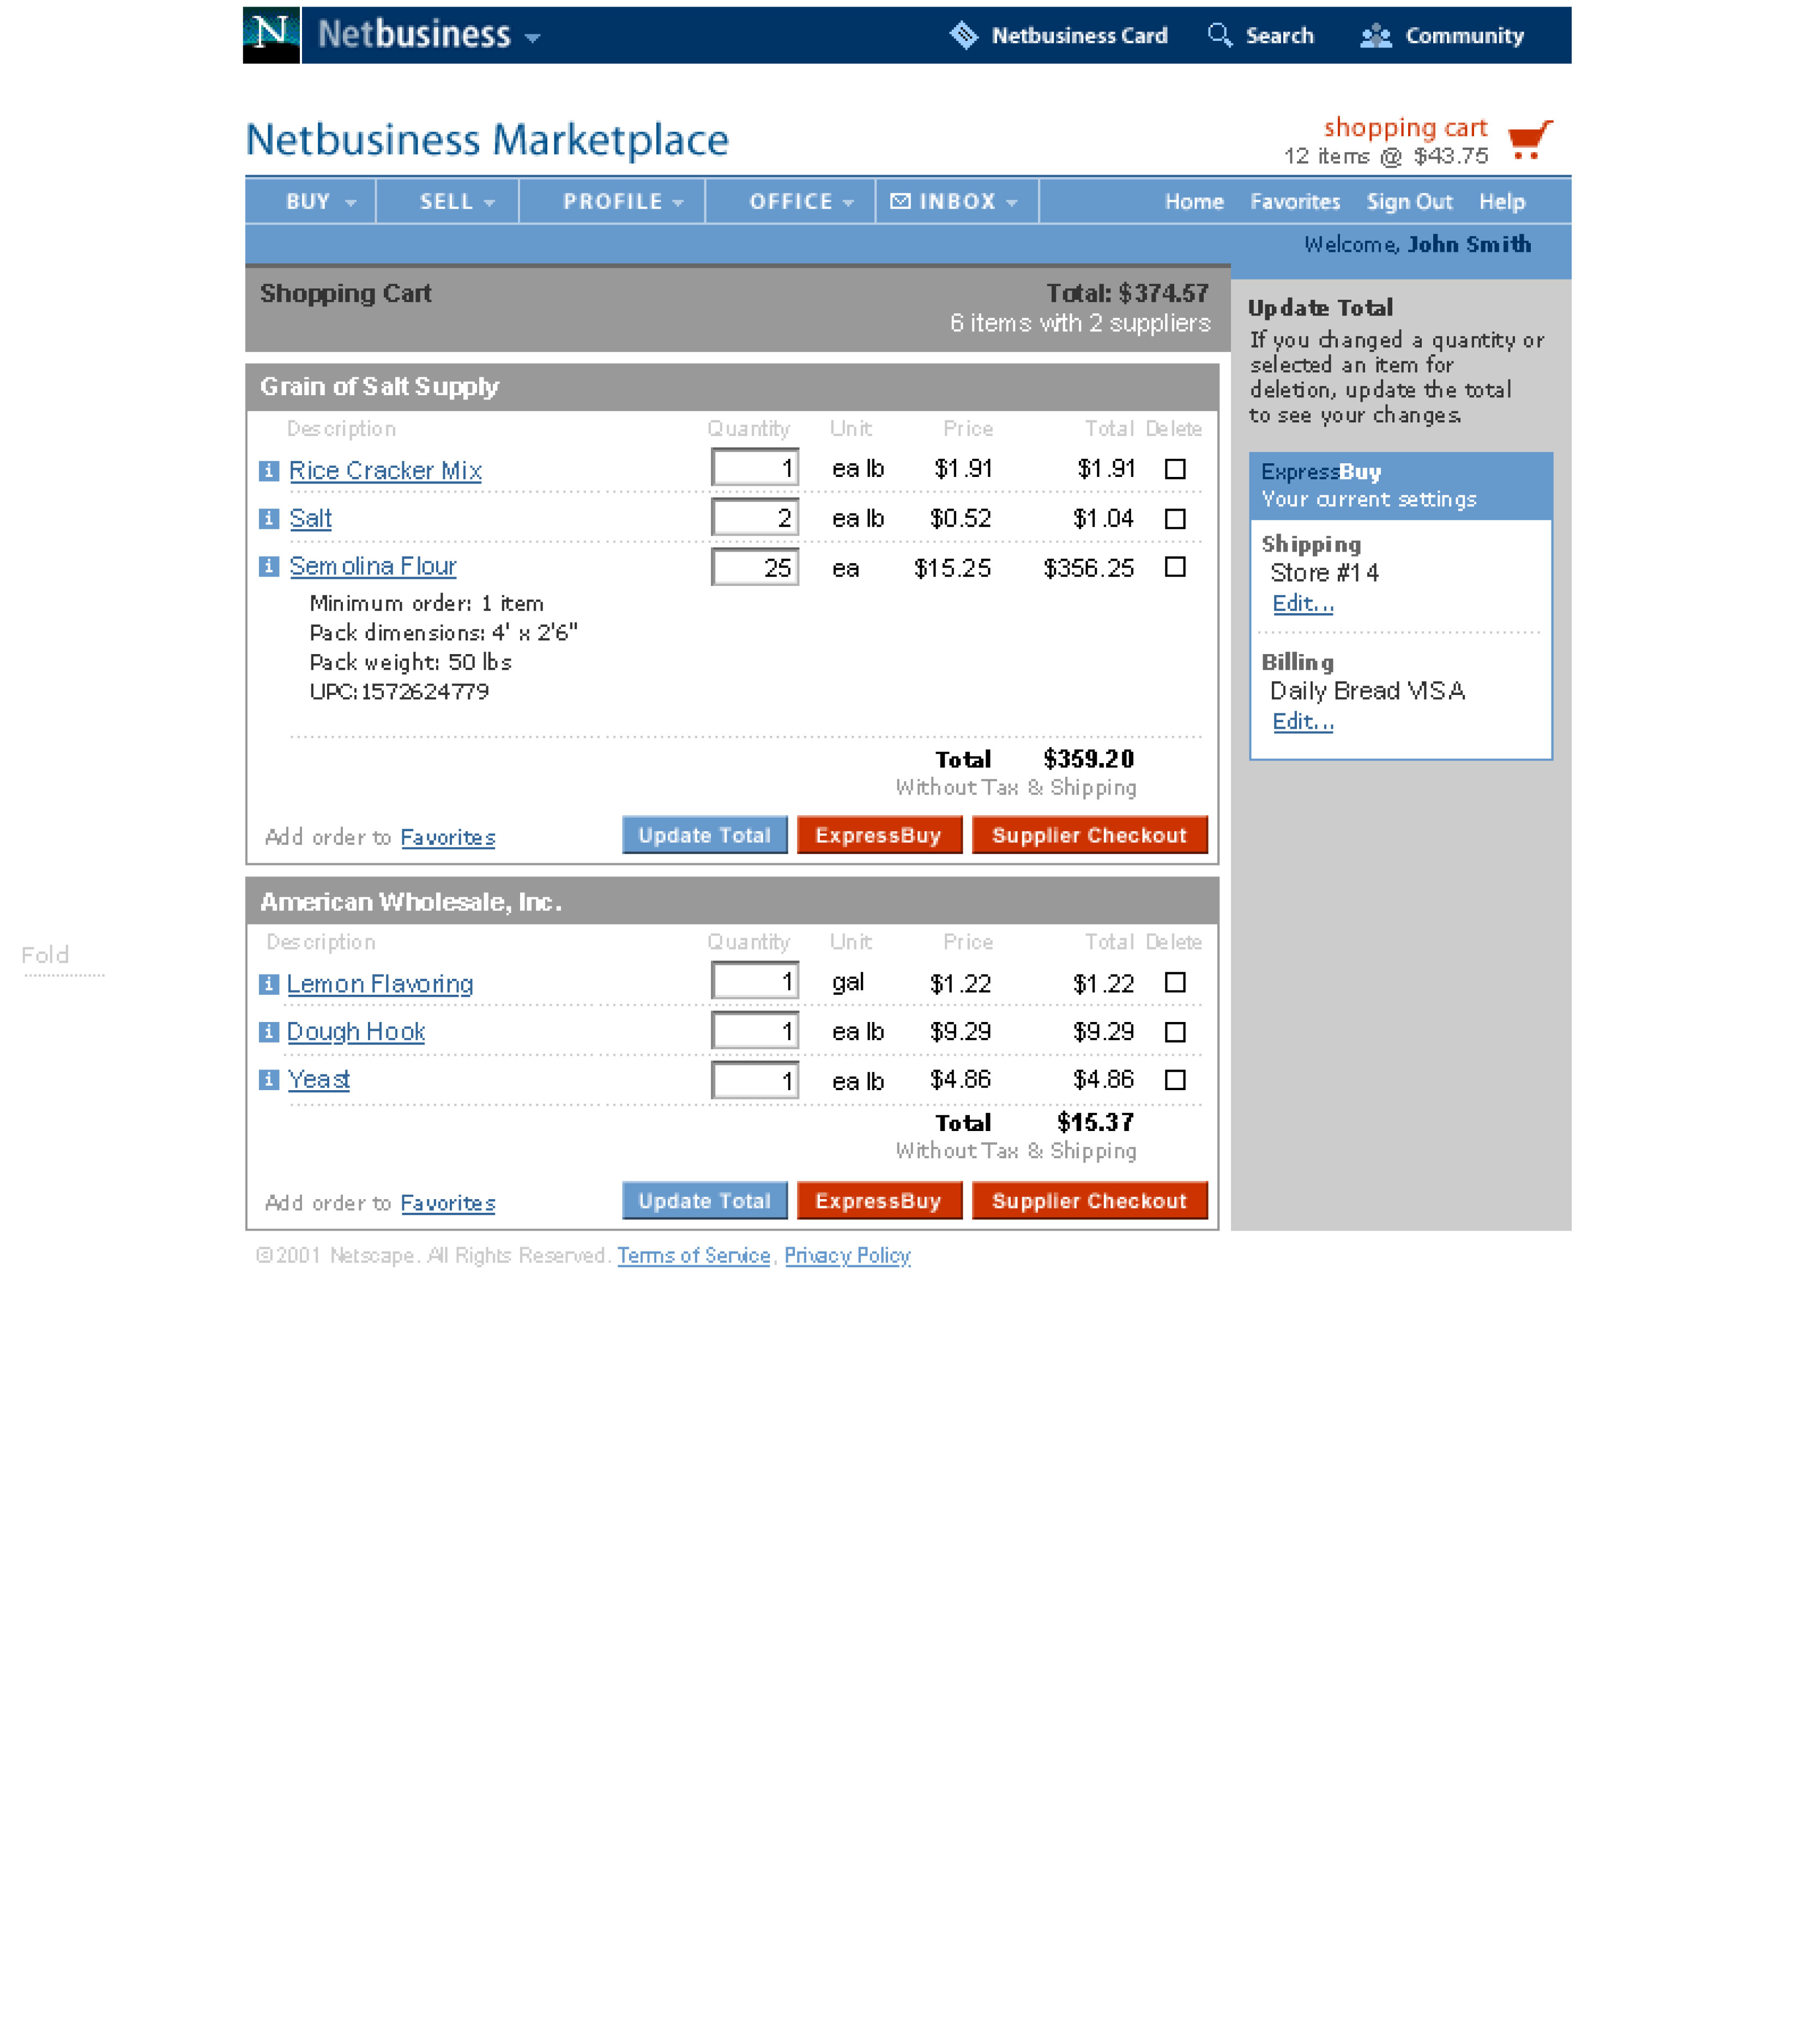 N Netbusiness Netbusiness Card Search Community
Netbusiness Marketplace
shopping cart
12 items @ $43.75
BUY SELL PROFILE OFFICE INBOX Home Favorites Sign Out Help
Welcome, John Smith
Shopping Cart Total: $374.57
6 items with 2 suppliers
Grain of Salt Supply
Description Quantity Unit Price Total Delete
i Rice Cracker Mix 1 ea lb $1.91 $1.91
i Salt 2 ea lb $0.52 $1.04
i Semolina Flour 25 ea $15.25 $356.25
Minimum order: 1 item
Pack dimensions: 4' x 2'6"
Pack weight: 50 lbs
UPC:1572624779
Total $359.20
Without Tax & Shipping
Add order to Favorites Update Total ExpressBuy Supplier Checkout
American Wholesale, Inc.
Description Quantity Unit Price Total Delete
i Lemon Flavoring 1 gal $1.22 $1.22
i Dough Hook 1 ea lb $9.29 $9.29
i Yeast 1 ea lb $4.86 $4.86
Total $15.37
Without Tax & Shipping
Add order to Favorites Update Total ExpressBuy Supplier Checkout
Update Total
If you changed a quantity or
selected an item for
deletion, update the total
to see your changes.
ExpressBuy
Your current settings
Shipping
Store #14
Edit...
Billing
Daily Bread VISA
Edit...
Fold
©2001 Netscape. All Rights Reserved. Terms of Service, Privacy Policy